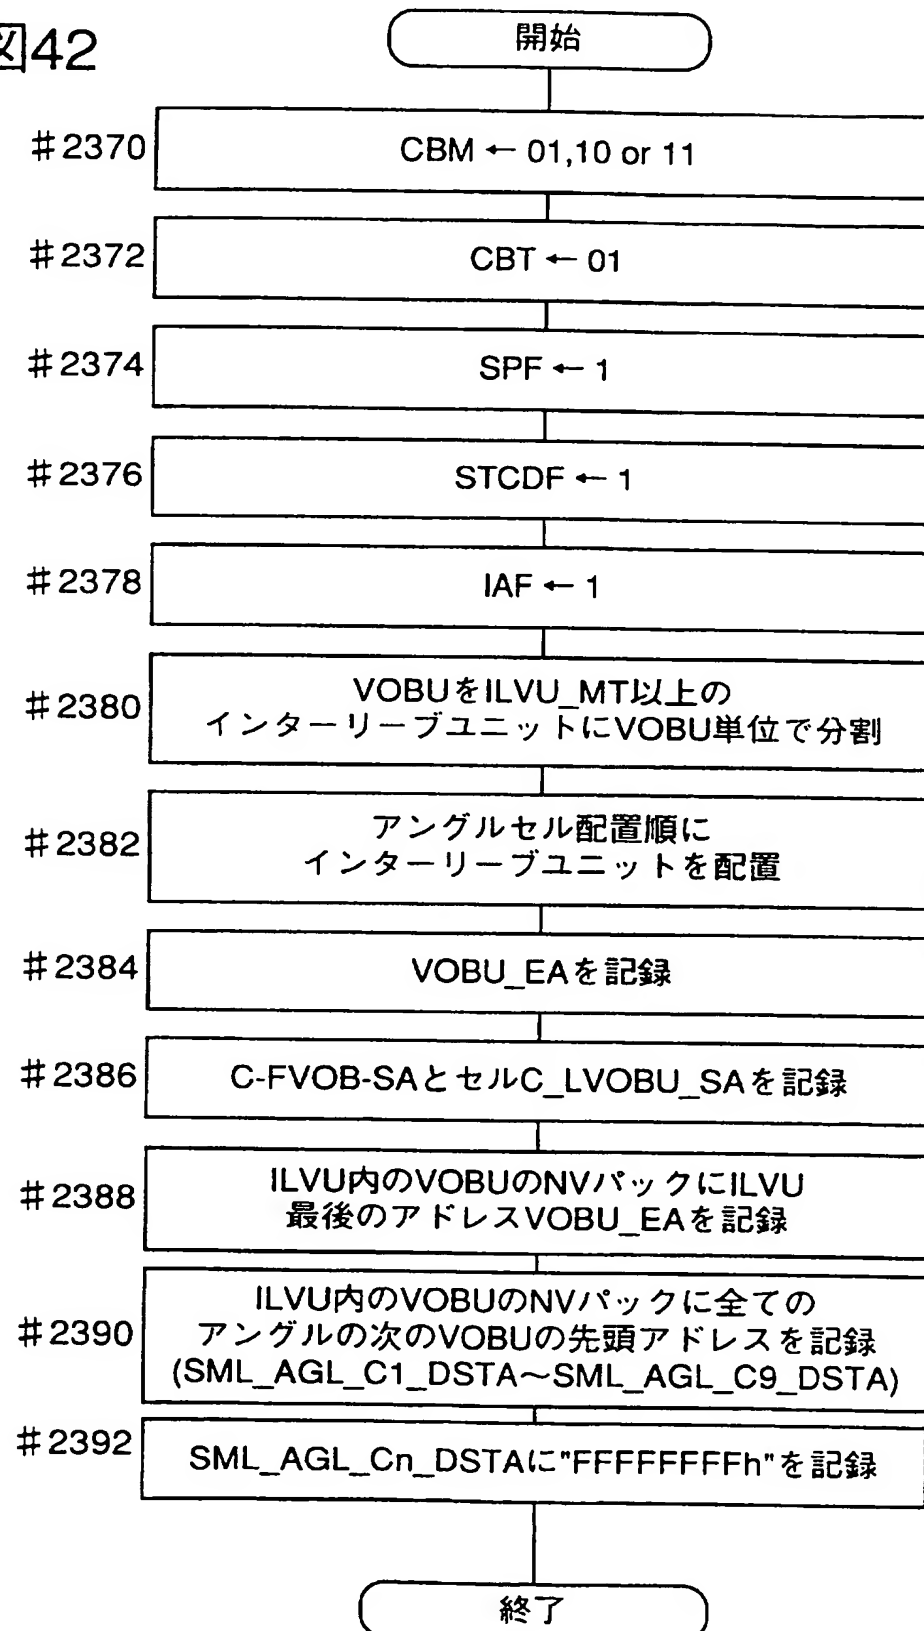 図42
開始
#2370
CBM ← 01,10 or 11
#2372
CBT ← 01
#2374
SPF ← 1
#2376
STCDF ← 1
#2378
IAF ← 1
#2380
VOBUをILVU_MT以上の
インターリーブユニットにVOBU単位で分割
#2382
アングルセル配置順に
インターリーブユニットを配置
#2384
VOBU_EAを記録
#2386
C-FVOB-SAとセルC_LVOBU_SAを記録
#2388
ILVU内のVOBUのNVパックにILVU
最後のアドレスVOBU_EAを記録
#2390
ILVU内のVOBUのNVパックに全ての
アングルの次のVOBUの先頭アドレスを記録
(SML_AGL_C1_DSTA～SML_AGL_C9_DSTA)
#2392
SML_AGL_Cn_DSTAに"FFFFFFFFh"を記録
終了